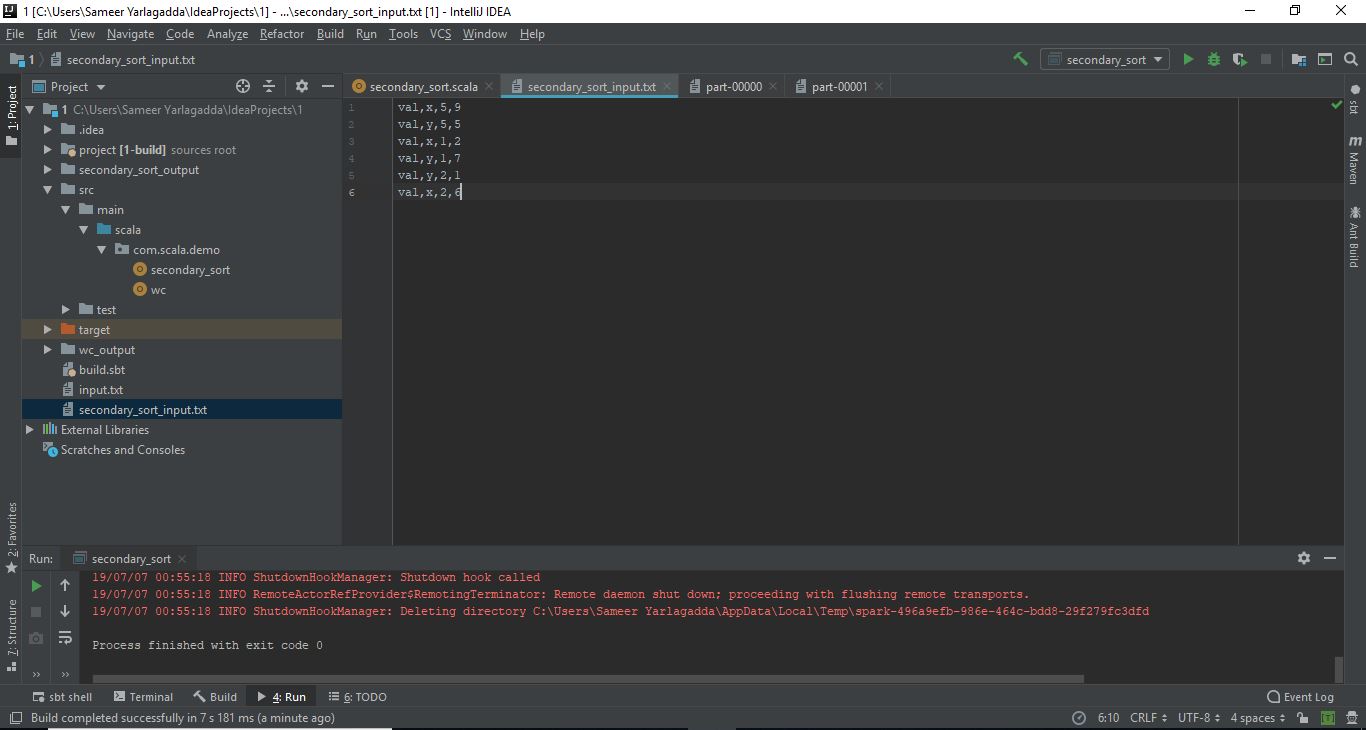 1 [C:\Users\Sameer Yarlagadda\IdeaProjects\1] - ...\secondary_sort_input.txt [1] - IntelliJ IDEA
File Edit View Navigate Code Analyze Refactor Build Run Tools VCS Window Help
1 secondary_sort_input.txt
secondary_sort
Project
secondary_sort.scala
secondary_sort_input.txt
part-00000
part-00001
1: Project
1 C:\Users\Sameer Yarlagadda\IdeaProjects\1
.idea
project [1-build] sources root
secondary_sort_output
src
main
scala
com.scala.demo
secondary_sort
wc
test
target
wc_output
build.sbt
input.txt
secondary_sort_input.txt
External Libraries
Scratches and Consoles
1 val,x,5,9
2 val,y,5,5
3 val,x,1,2
4 val,y,1,7
5 val,y,2,1
6 val,x,2,6
sbt
m Maven
Ant Build
2: Favorites
7: Structure
Run: secondary_sort
19/07/07 00:55:18 INFO ShutdownHookManager: Shutdown hook called
19/07/07 00:55:18 INFO RemoteActorRefProvider$RemotingTerminator: Remote daemon shut down; proceeding with flushing remote transports.
19/07/07 00:55:18 INFO ShutdownHookManager: Deleting directory C:\Users\Sameer Yarlagadda\AppData\Local\Temp\spark-496a9efb-986e-464c-bdd8-29f279fc3dfd
Process finished with exit code 0
sbt shell Terminal Build 4: Run 6: TODO Event Log
Build completed successfully in 7 s 181 ms (a minute ago) 6:10 CRLF UTF-8 4 spaces